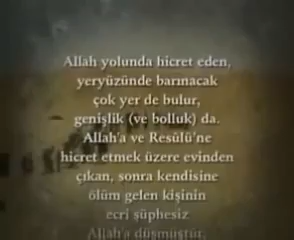 Allah yolunda hicret eden,
yeryüzünde barınacak
çok yer de bulur,
genişlik (ve bolluk) da.
Allah'a ve Resûlü'ne
hicret etmek üzere evinden
çıkan, sonra kendisine
ölüm gelen kişinin
ecri şüphesiz
Allah'a düşmüştür.